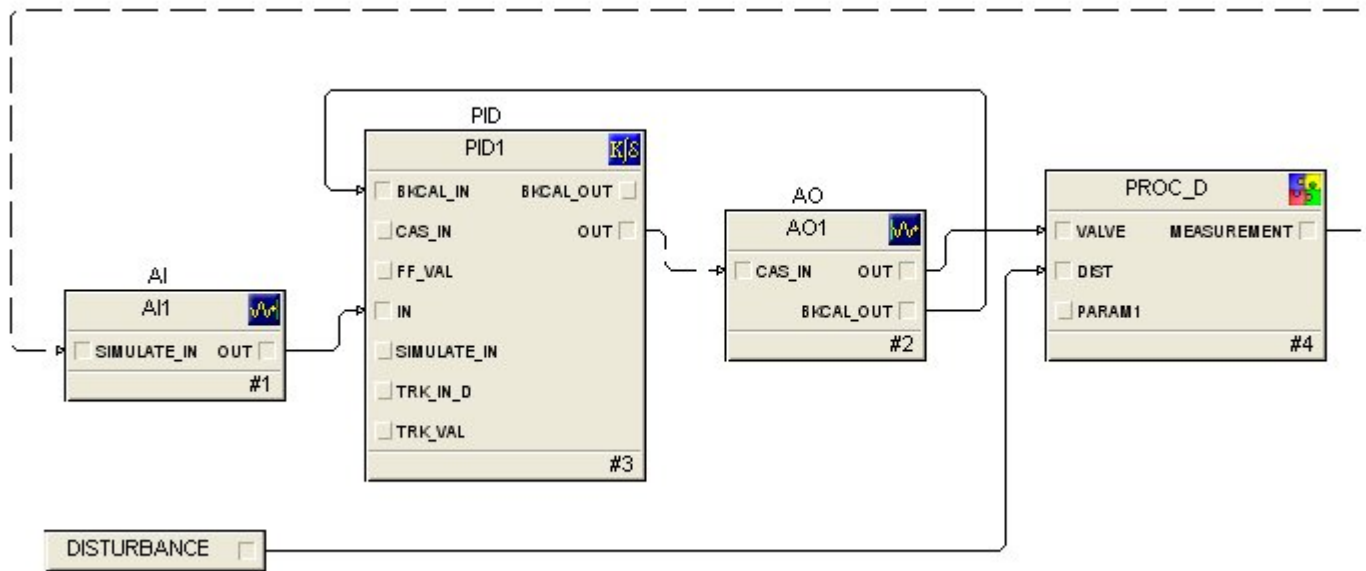 PID
PID1
K∫δ
BKCAL_IN BKCAL_OUT
CAS_IN OUT
FF_VAL
IN
SIMULATE_IN
TRK_IN_D
TRK_VAL
#3
AI
AI1
SIMULATE_IN OUT
#1
AO
AO1
CAS_IN OUT
BKCAL_OUT
#2
PROC_D
VALVE MEASUREMENT
DIST
PARAM1
#4
DISTURBANCE